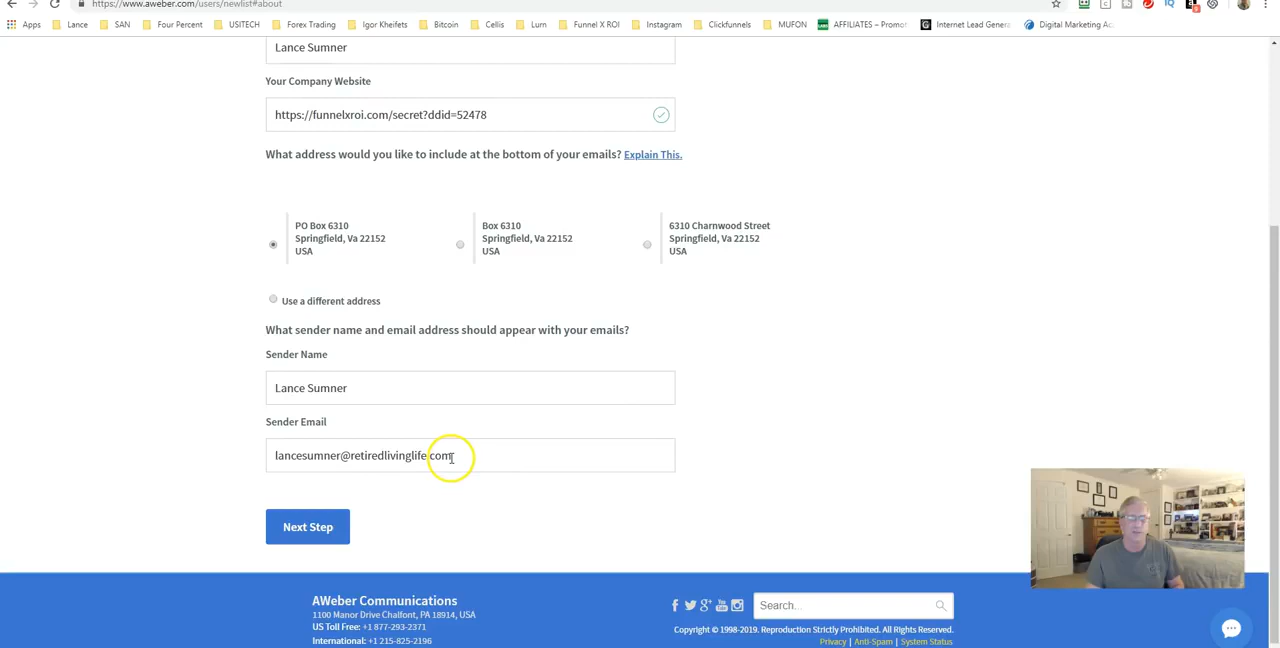 https://www.aweber.com/users/newlist#about
Apps Lance SAN Four Percent USITECH Forex Trading Igor Kheifets Bitcoin Cellis Lurn Funnel X ROI Instagram Clickfunnels MUFON AFFILIATES – Promot Internet Lead Genera Digital Marketing Ac
Lance Sumner
Your Company Website
https://funnelxroi.com/secret?ddid=52478
What address would you like to include at the bottom of your emails? Explain This.
PO Box 6310
Springfield, Va 22152
USA
Box 6310
Springfield, Va 22152
USA
6310 Charnwood Street
Springfield, Va 22152
USA
Use a different address
What sender name and email address should appear with your emails?
Sender Name
Lance Sumner
Sender Email
lancesumner@retiredlivinglife.com
Next Step
AWeber Communications
1100 Manor Drive Chalfont, PA 18914, USA
US Toll Free: +1 877-293-2371
International: +1 215-825-2196
Search...
Copyright © 1998-2019. Reproduction Strictly Prohibited. All Rights Reserved.
Privacy | Anti-Spam | System Status